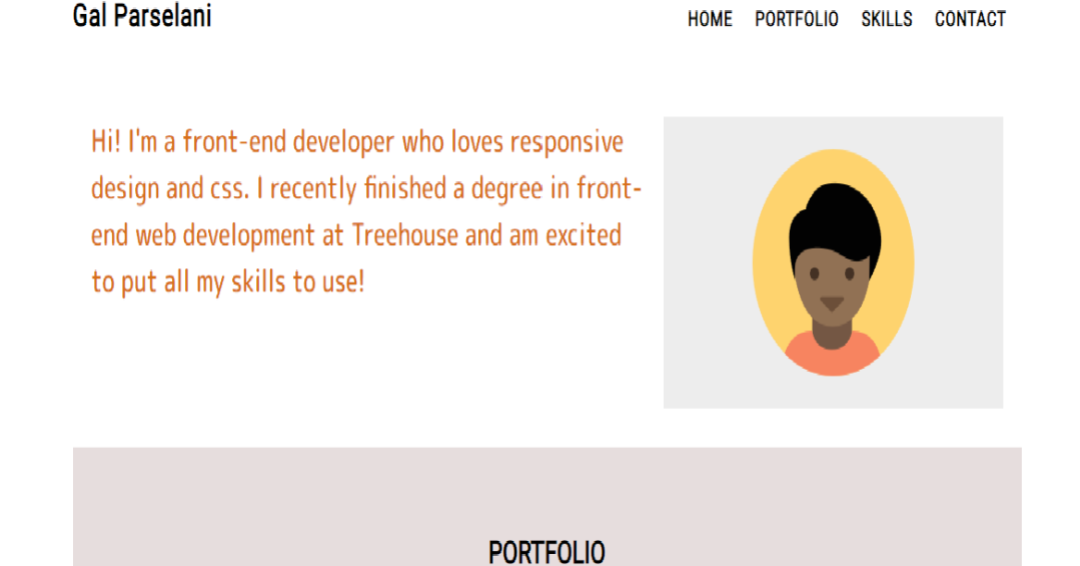 Gal Parselani
HOME PORTFOLIO SKILLS CONTACT
Hi! I'm a front-end developer who loves responsive
design and css. I recently finished a degree in front-
end web development at Treehouse and am excited
to put all my skills to use!
PORTFOLIO